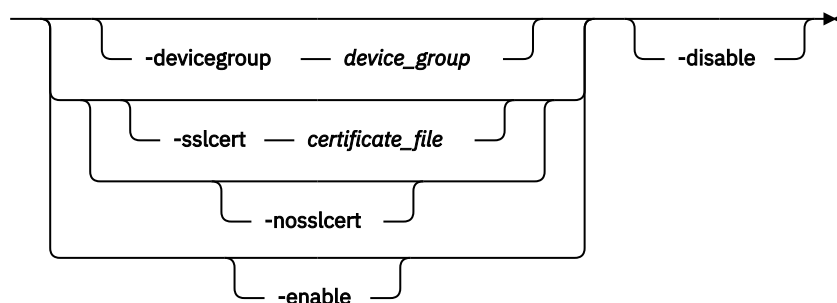 -devicegroup device_group
-disable
-sslcert certificate_file
-nosslcert
-enable